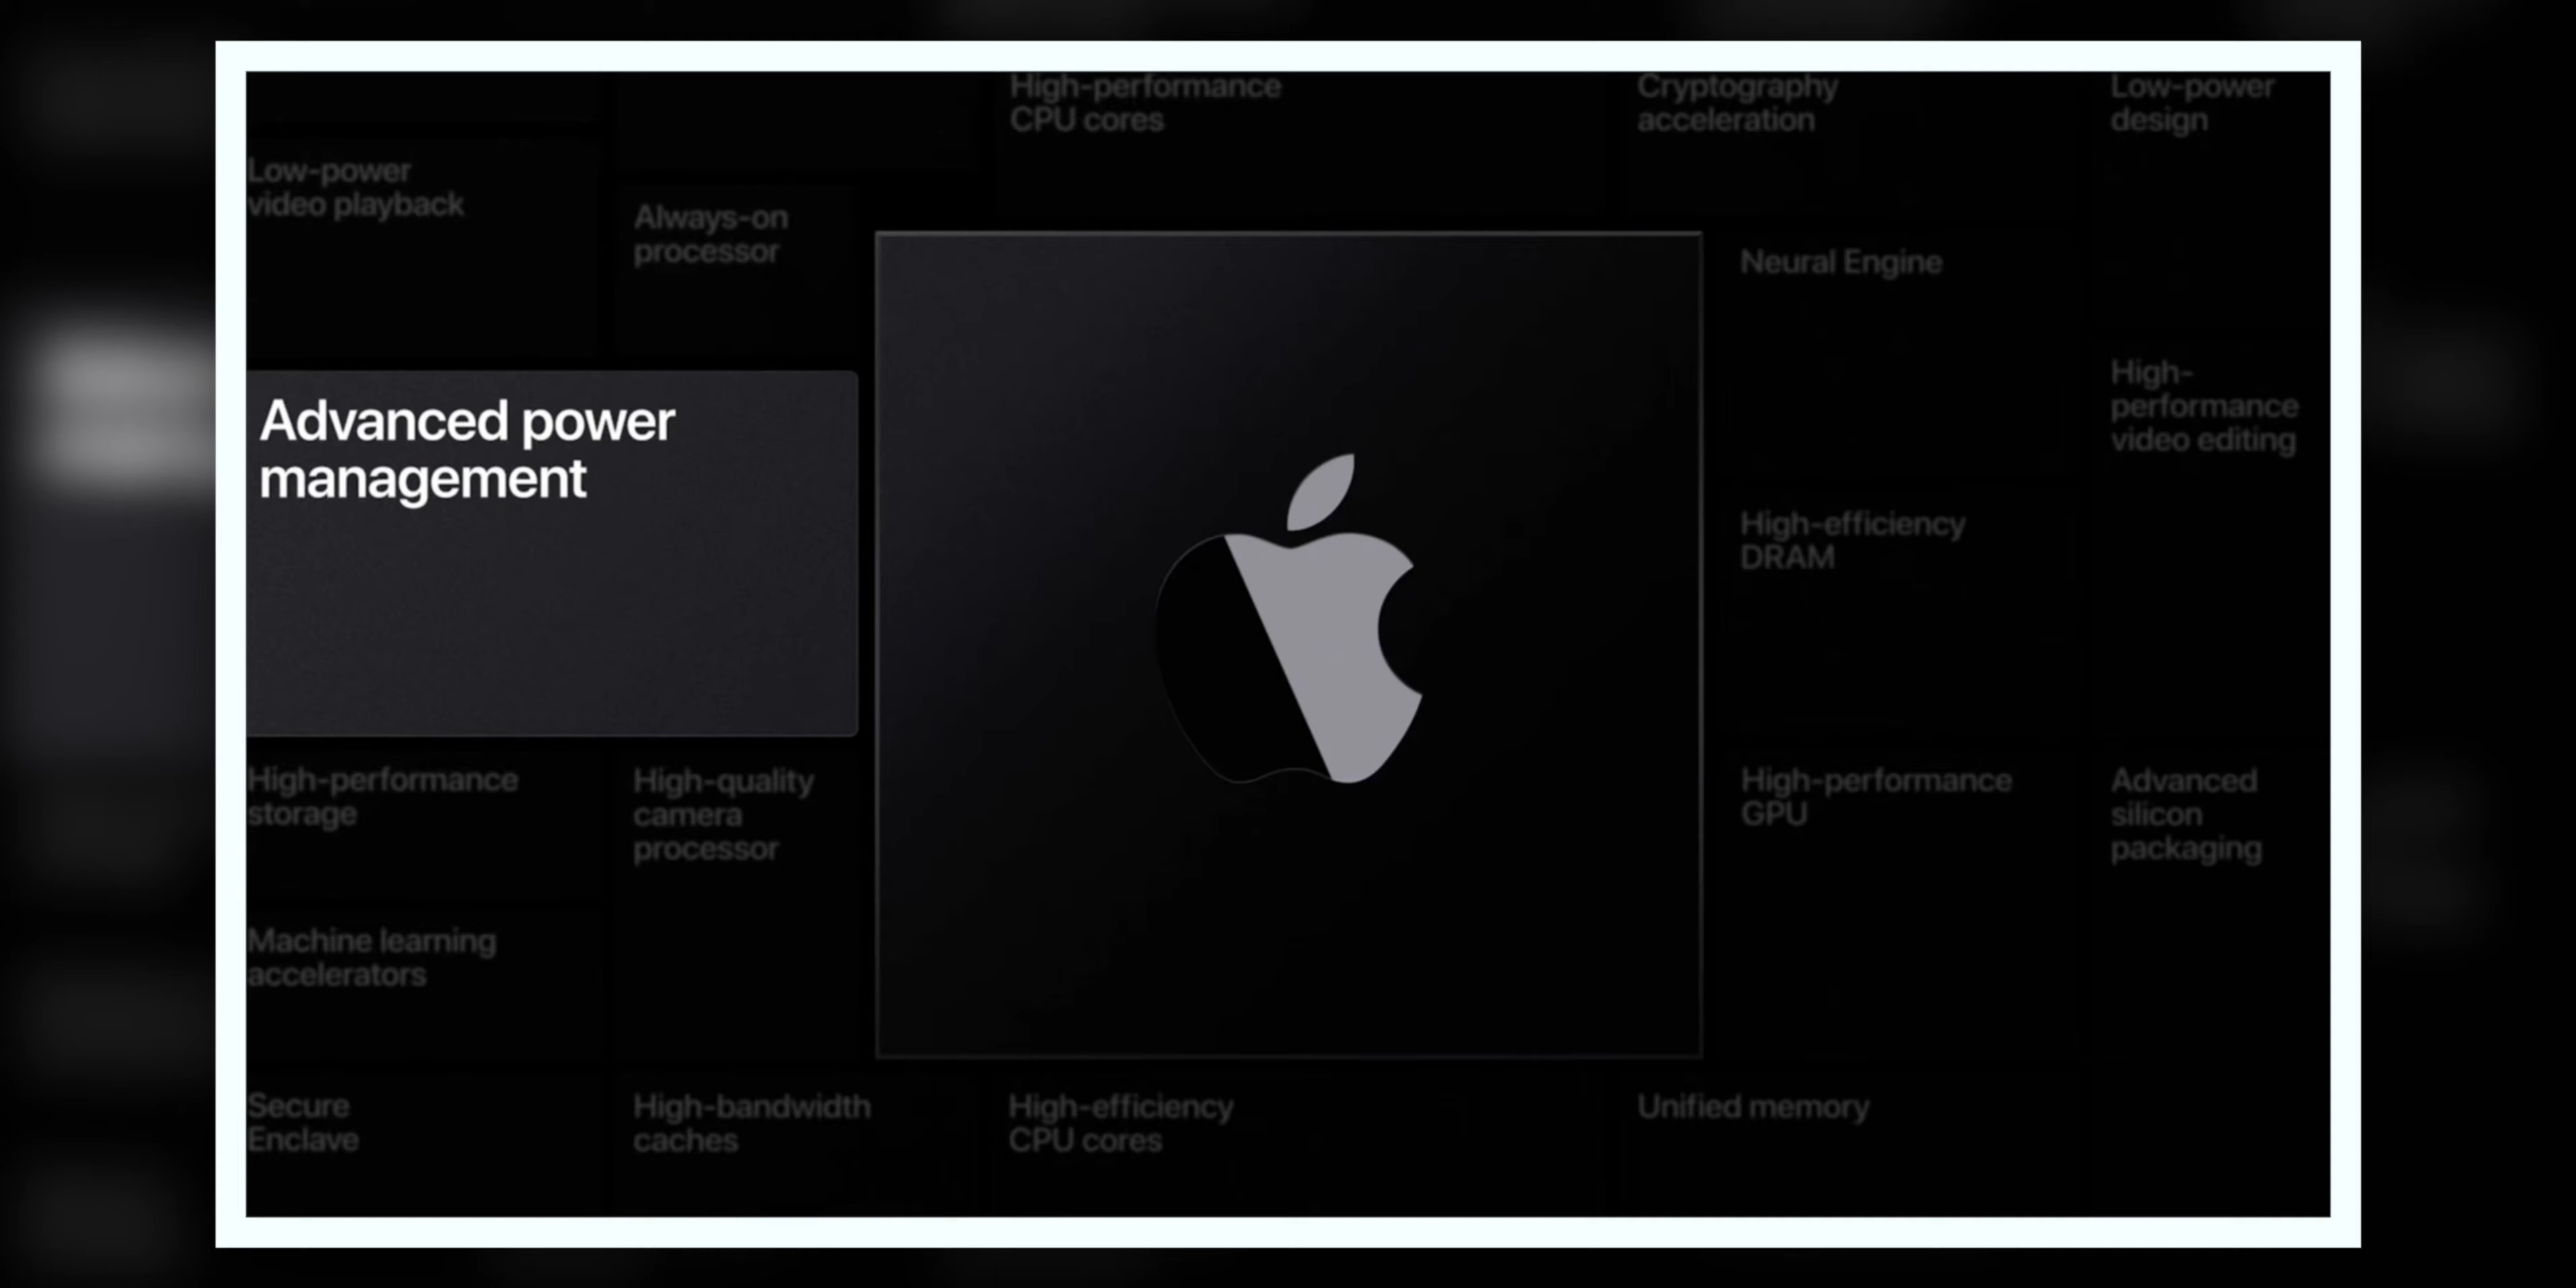 High-performance
CPU cores
Cryptography
acceleration
Low-power
design
Low-power
video playback
Always-on
processor
Neural Engine
High-
performance
video editing
Advanced power
management
High-efficiency
DRAM
High-performance
storage
High-quality
camera
processor
High-performance
GPU
Advanced
silicon
packaging
Machine learning
accelerators
Secure
Enclave
High-bandwidth
caches
High-efficiency
CPU cores
Unified memory